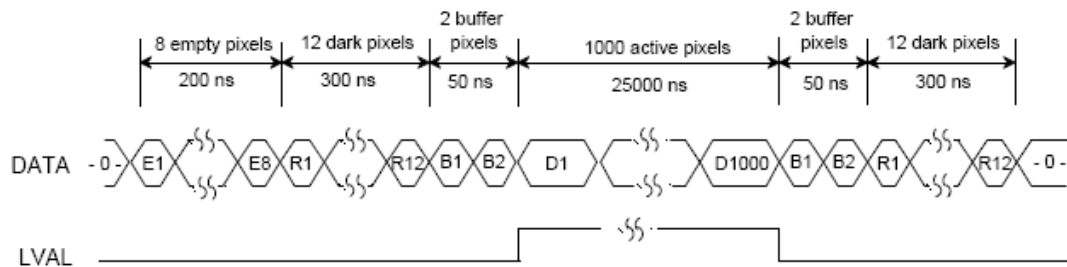 2 buffer pixels
2 buffer pixels
8 empty pixels
12 dark pixels
1000 active pixels
12 dark pixels
200 ns
300 ns
50 ns
25000 ns
50 ns
300 ns
DATA - 0 - E1 E8 R1 R12 B1 B2 D1 D1000 B1 B2 R1 R12 - 0 -
LVAL